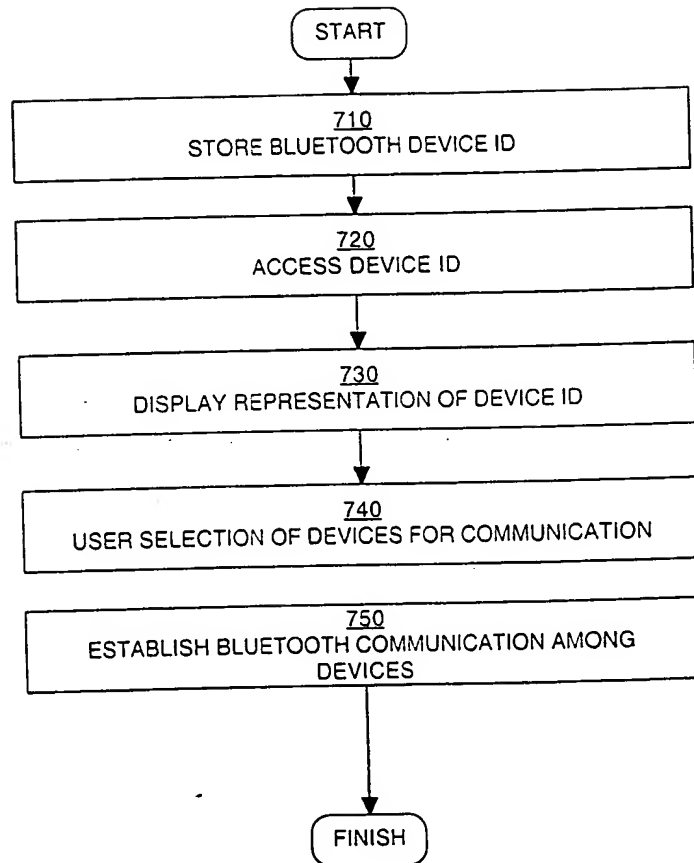 START
710
STORE BLUETOOTH DEVICE ID
720
ACCESS DEVICE ID
730
DISPLAY REPRESENTATION OF DEVICE ID
740
USER SELECTION OF DEVICES FOR COMMUNICATION
750
ESTABLISH BLUETOOTH COMMUNICATION AMONG
DEVICES
FINISH